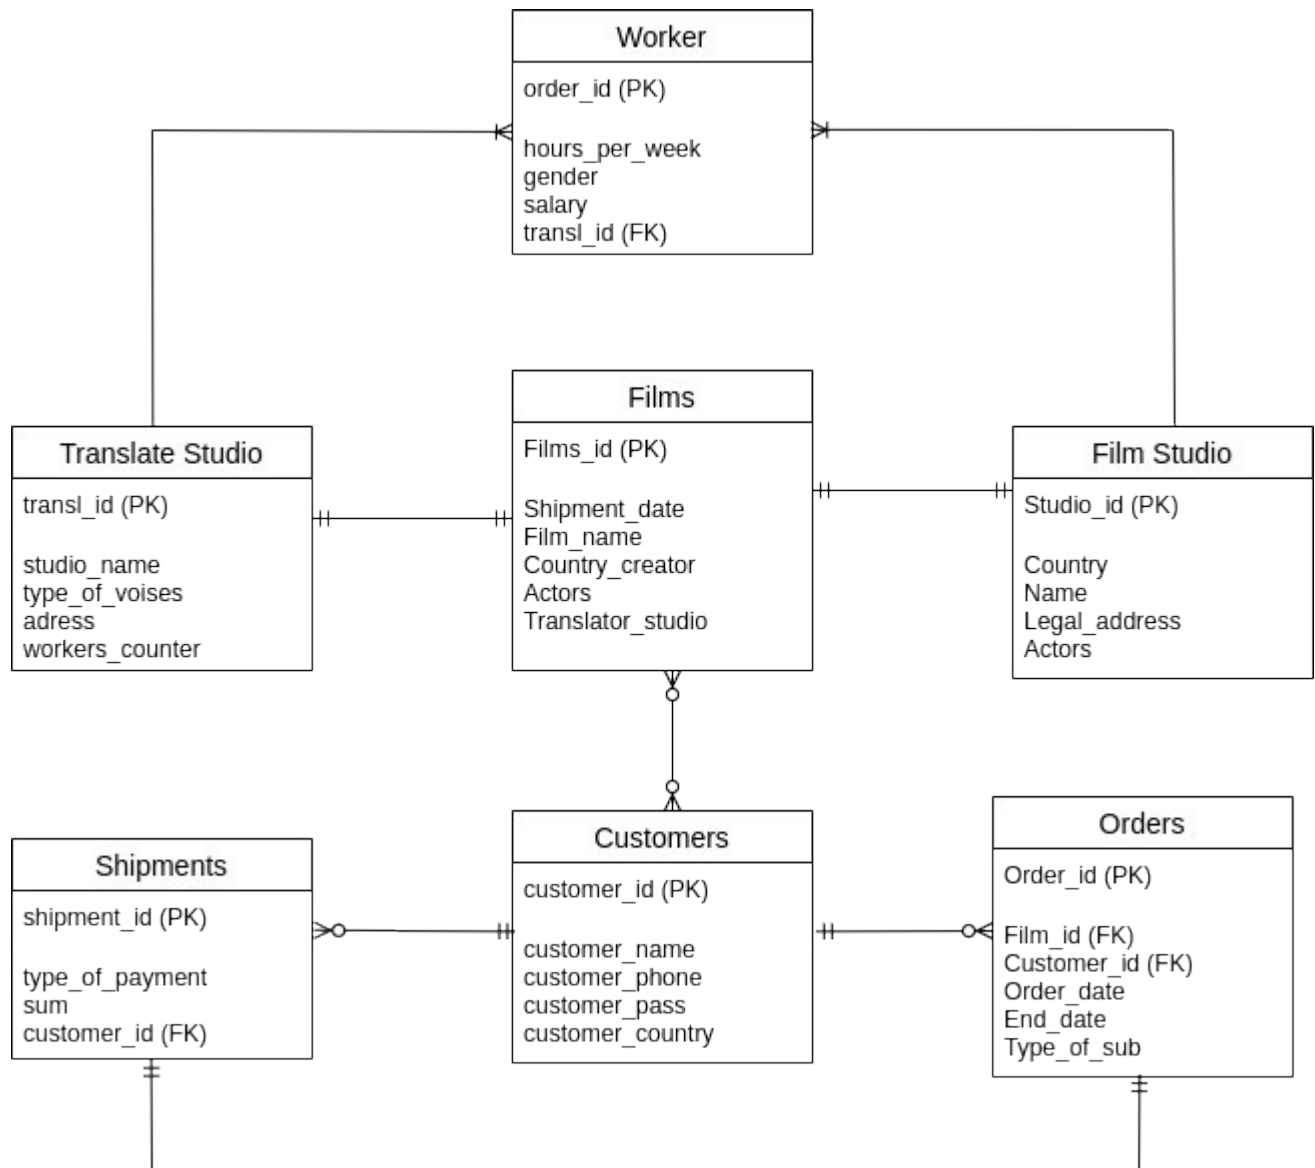 Worker
order_id (PK)
hours_per_week
gender
salary
transl_id (FK)
Films
Films_id (PK)
Shipment_date
Film_name
Country_creator
Actors
Translator_studio
Translate Studio
transl_id (PK)
studio_name
type_of_voises
adress
workers_counter
Film Studio
Studio_id (PK)
Country
Name
Legal_address
Actors
Shipments
shipment_id (PK)
type_of_payment
sum
customer_id (FK)
Customers
customer_id (PK)
customer_name
customer_phone
customer_pass
customer_country
Orders
Order_id (PK)
Film_id (FK)
Customer_id (FK)
Order_date
End_date
Type_of_sub